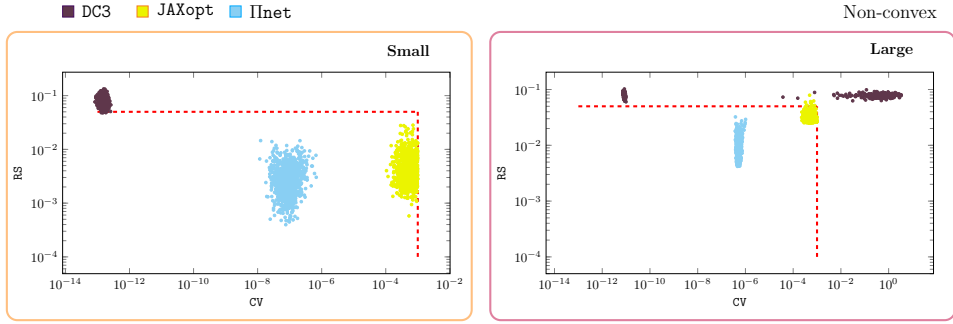 DC3 JAXopt Πnet Non-convex
Small
10⁻¹
10⁻²
10⁻³
10⁻⁴
RS
10⁻¹⁴ 10⁻¹² 10⁻¹⁰ 10⁻⁸ 10⁻⁶ 10⁻⁴ 10⁻²
CV
Large
10⁻¹
10⁻²
10⁻³
10⁻⁴
RS
10⁻¹⁴ 10⁻¹² 10⁻¹⁰ 10⁻⁸ 10⁻⁶ 10⁻⁴ 10⁻² 10⁰
CV